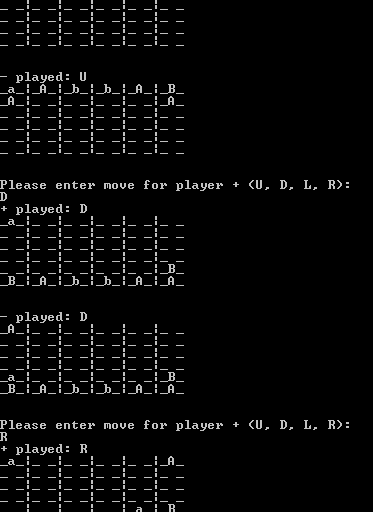 _ _|_ _|_ _|_ _|_ _|_ _
_ _|_ _|_ _|_ _|_ _|_ _
_ _|_ _|_ _|_ _|_ _|_ _
_ _|_ _|_ _|_ _|_ _|_ _
- played: U
_a_|_A_|_b_|_b_|_A_|_B_
_A_|_ _|_ _|_ _|_ _|_A_
_ _|_ _|_ _|_ _|_ _|_ _
_ _|_ _|_ _|_ _|_ _|_ _
_ _|_ _|_ _|_ _|_ _|_ _
_ _|_ _|_ _|_ _|_ _|_ _
Please enter move for player + (U, D, L, R):
D
+ played: D
_a_|_ _|_ _|_ _|_ _|_ _
_ _|_ _|_ _|_ _|_ _|_ _
_ _|_ _|_ _|_ _|_ _|_ _
_ _|_ _|_ _|_ _|_ _|_ _
_ _|_ _|_ _|_ _|_ _|_B_
_B_|_A_|_b_|_b_|_A_|_A_
- played: D
_A_|_ _|_ _|_ _|_ _|_ _
_ _|_ _|_ _|_ _|_ _|_ _
_ _|_ _|_ _|_ _|_ _|_ _
_ _|_ _|_ _|_ _|_ _|_ _
_a_|_ _|_ _|_ _|_ _|_B_
_B_|_A_|_b_|_b_|_A_|_A_
Please enter move for player + (U, D, L, R):
R
+ played: R
_a_|_ _|_ _|_ _|_ _|_A_
_ _|_ _|_ _|_ _|_ _|_ _
_ _|_ _|_ _|_ _|_ _|_ _
_ _|_ _|_ _|_ _|_ _|_ _
_ _|_ _|_ _|_ _|_a_|_B_